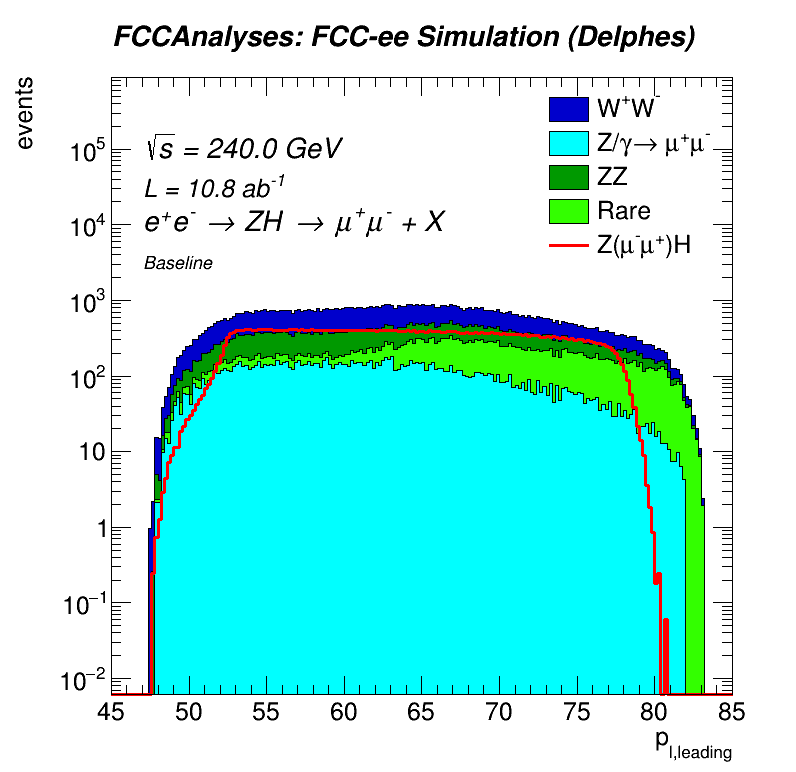 FCCAnalyses: FCC-ee Simulation (Delphes)
events
√s = 240.0 GeV
L = 10.8 ab⁻¹
e⁺e⁻ → ZH → μ⁺μ⁻ + X
Baseline
W⁺W⁻
Z/γ→ μ⁺μ⁻
ZZ
Rare
Z(μ⁻μ⁺)H
10⁵
10⁴
10³
10²
10
1
10⁻¹
10⁻²
45 50 55 60 65 70 75 80 85
p_l,leading